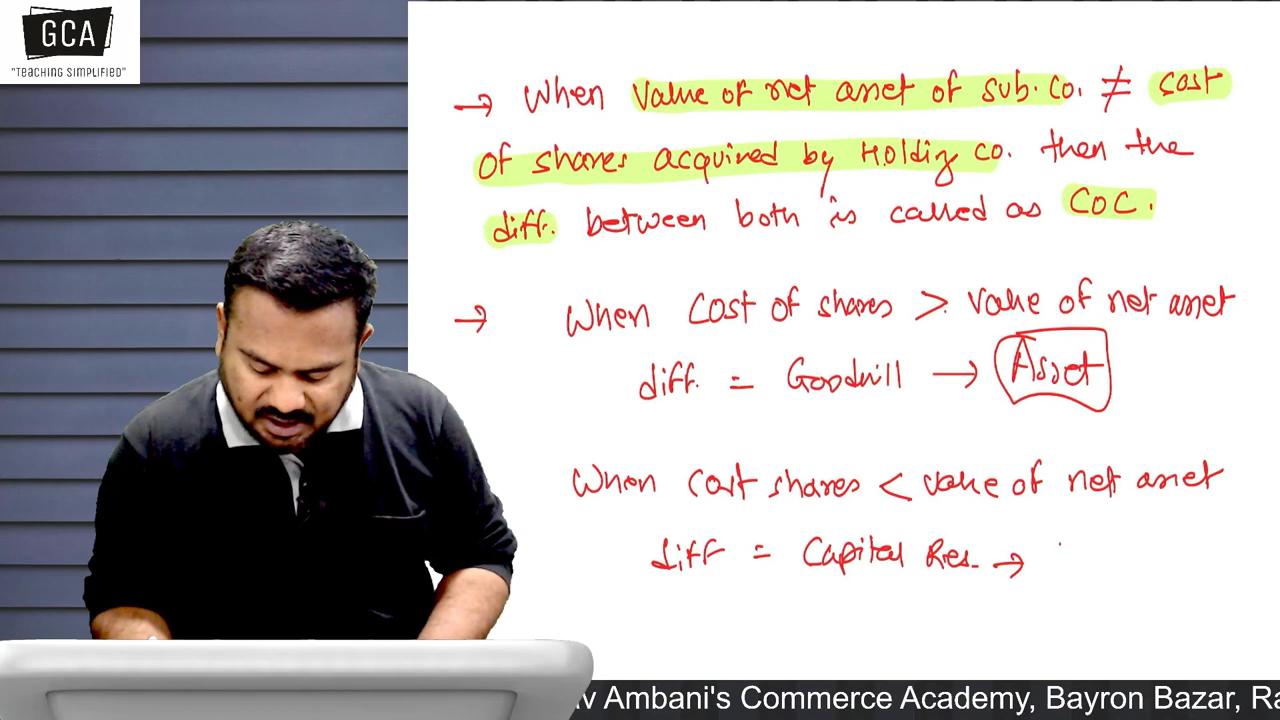 GCA
"TEACHING SIMPLIFIED"
→ When value of net asset of sub. Co. ≠ cost
of shares acquired by Holding co. then the
diff. between both is called as COC.
→ When cost of shares > value of net asset
diff. = Goodwill → Asset
When cost shares < value of net asset
diff = Capital Res. →
Ambani's Commerce Academy, Bayron Bazar,